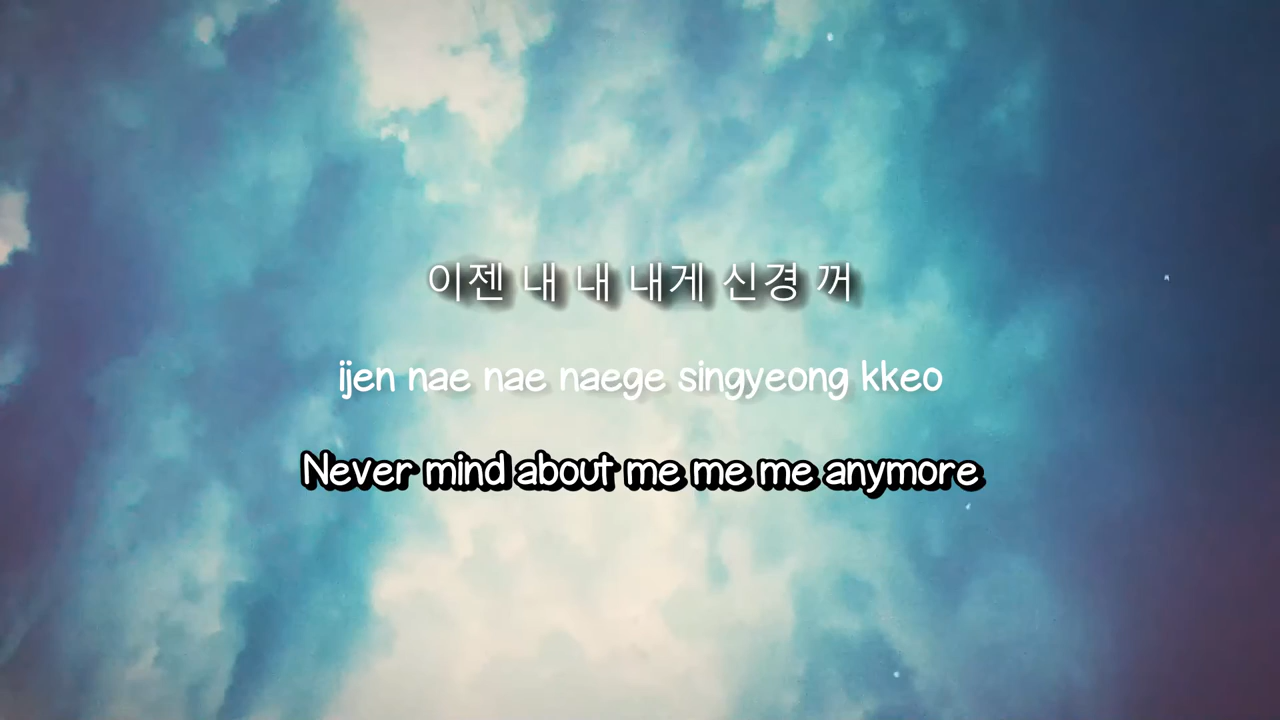 이젠 내 내 내게 신경 꺼
ijen nae nae naege singyeong kkeo
Never mind about me me me anymore